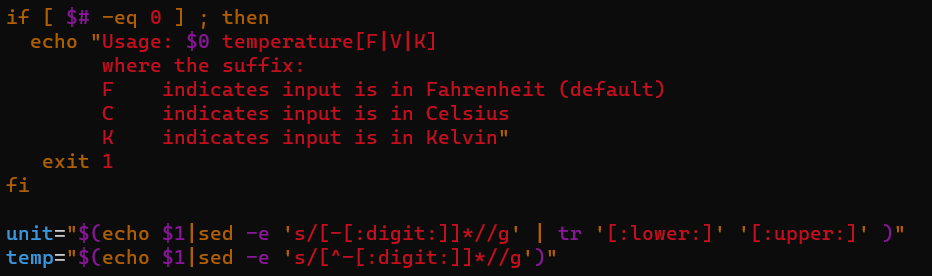 if [ $# -eq 0 ] ; then
  echo "Usage: $0 temperature[F|V|K]
        where the suffix:
        F    indicates input is in Fahrenheit (default)
        C    indicates input is in Celsius
        K    indicates input is in Kelvin"
   exit 1
fi

unit="$(echo $1|sed -e 's/[-[:digit:]]*//g' | tr '[:lower:]' '[:upper:]' )"
temp="$(echo $1|sed -e 's/[^-[:digit:]]*//g')"